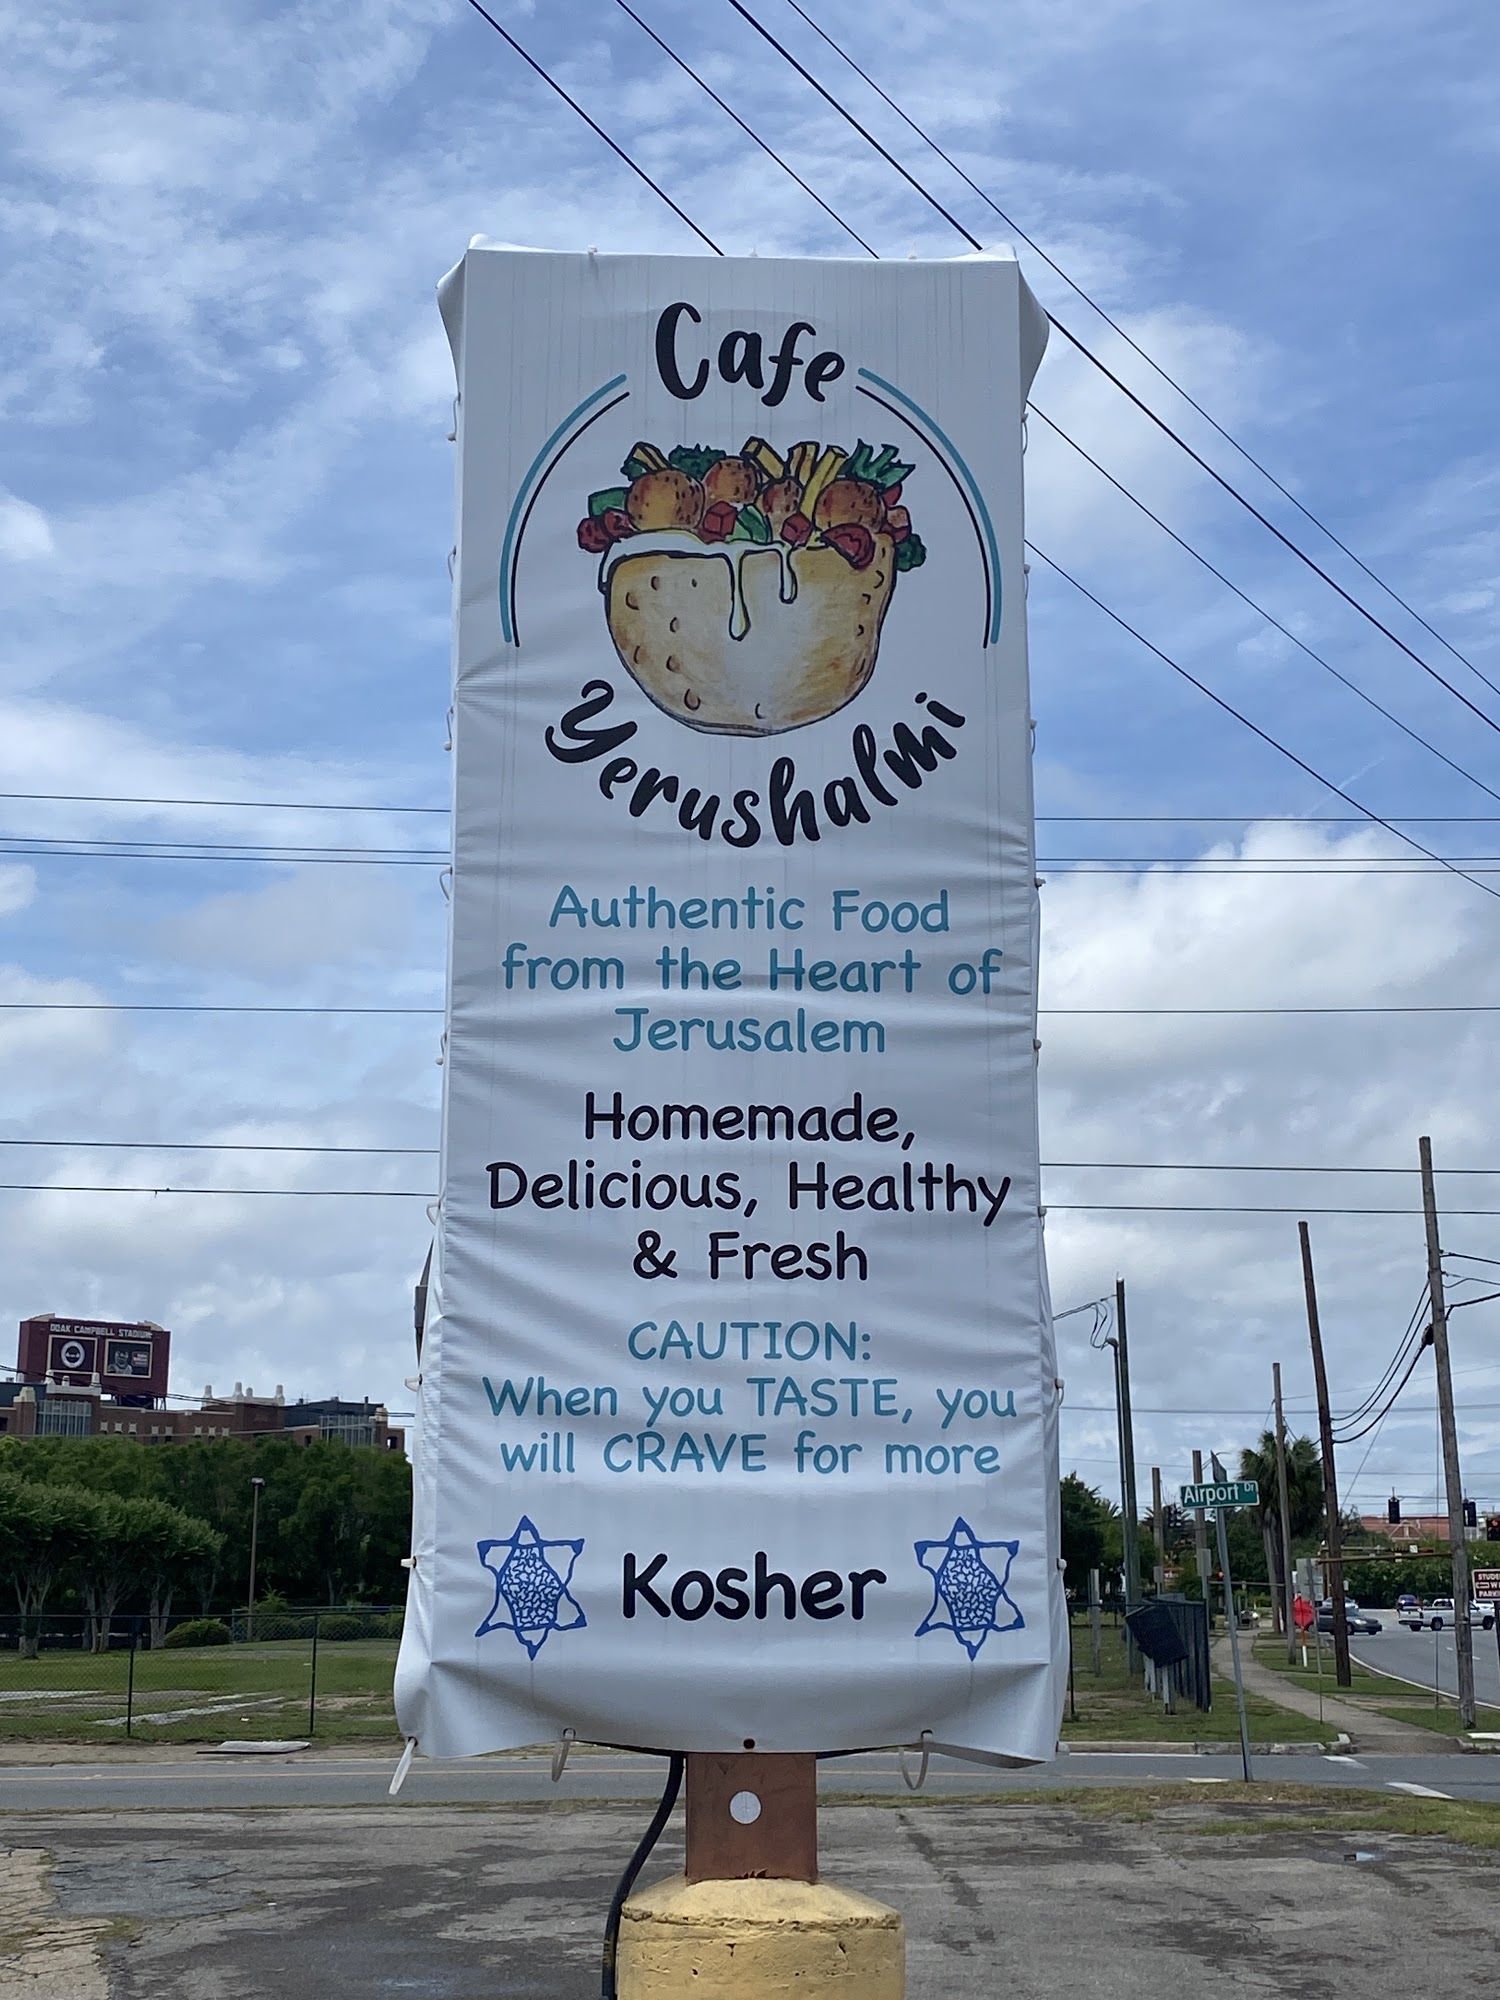 Cafe
Yerushalmi
Authentic Food
from the Heart of
Jerusalem
Homemade,
Delicious, Healthy
& Fresh
CAUTION:
When you TASTE, you
will CRAVE for more
Kosher
DOAK CAMPBELL STADIUM
Airport Dr